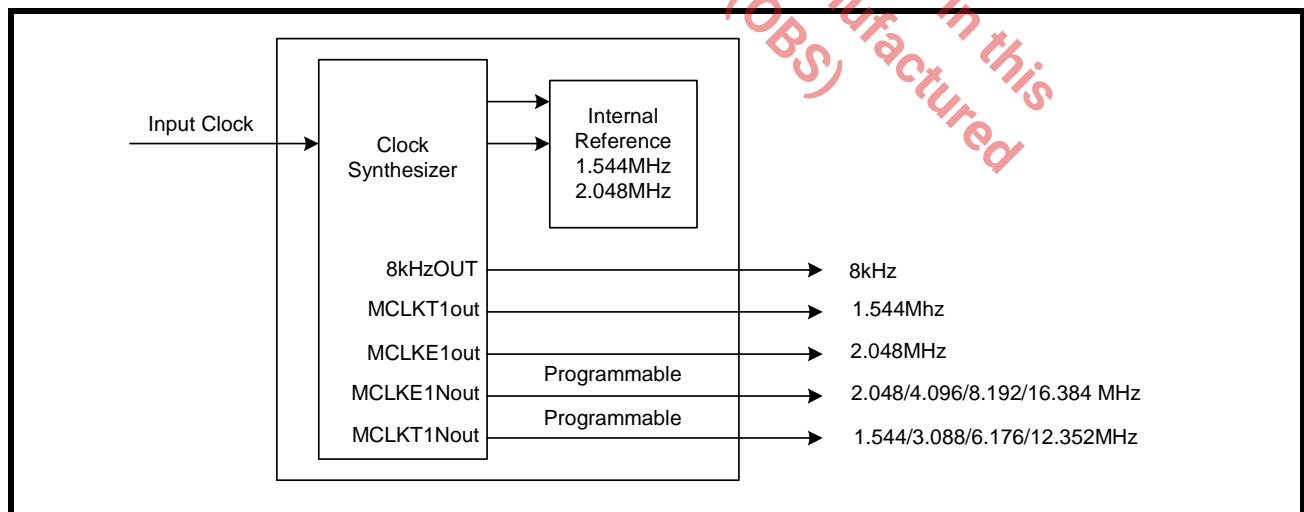 in this
nufactured
(OBS)
Input Clock
Clock
Synthesizer
Internal
Reference
1.544MHz
2.048MHz
8kHzOUT
8kHz
MCLKT1out
1.544Mhz
MCLKE1out
2.048MHz
MCLKE1Nout
Programmable
2.048/4.096/8.192/16.384 MHz
MCLKT1Nout
Programmable
1.544/3.088/6.176/12.352MHz